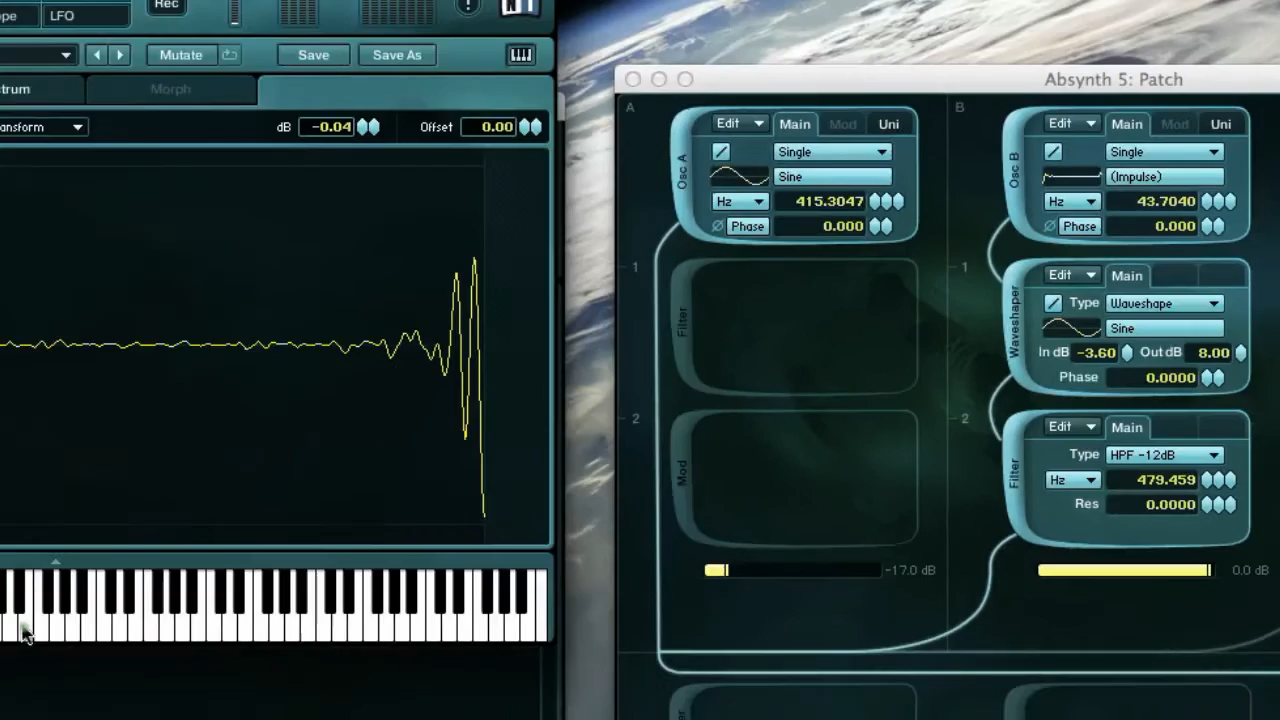 Rec
LFO
Mutate
Save
Save As
Morph
dB -0.04
Offset 0.00
Absynth 5: Patch
A
Osc A
Edit Main Mod Uni
Single
Sine
Hz 415.3047
Phase 0.000
1
Filter
2
Mod
-17.0 dB
B
Osc B
Edit Main Mod Uni
Single
(Impulse)
Hz 43.7040
Phase 0.000
1
Waveshaper
Edit Main
Type Waveshape
Sine
In dB -3.60 Out dB 8.00
Phase 0.0000
2
Filter
Edit Main
Type HPF -12dB
Hz 479.459
Res 0.0000
0.0 dB